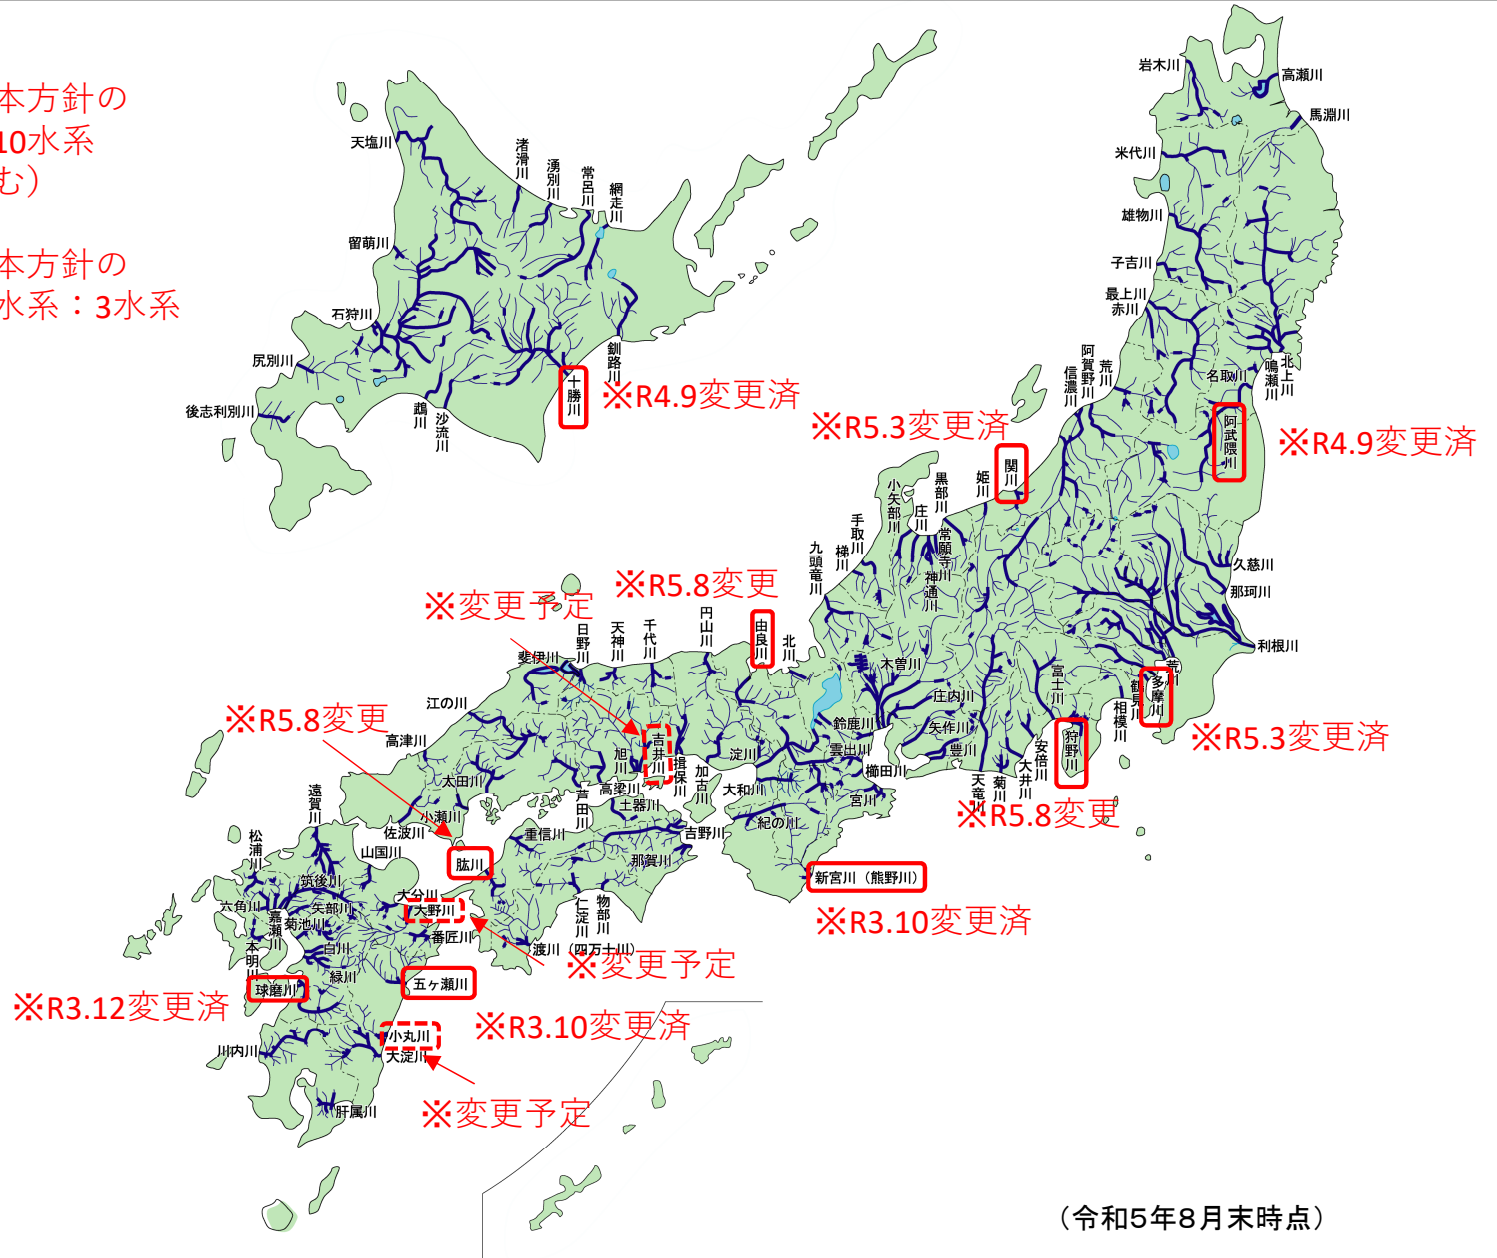 本方針の
10水系
む）
本方針の
水系：3水系
天塩川
渚滑川
湧別川
常呂川
網走川
留萌川
石狩川
尻別川
後志利別川
鵡川
沙流川
十勝川
釧路川
※R4.9変更済
岩木川
高瀬川
馬淵川
米代川
雄物川
子吉川
最上川
赤川
北上川
鳴瀬川
名取川
阿武隈川
※R4.9変更済
荒川
阿賀野川
信濃川
※R5.3変更済
関川
姫川
黒部川
小矢部川
庄川
常願寺川
神通川
手取川
梯川
九頭竜川
久慈川
那珂川
利根川
荒川
多摩川
鶴見川
※R5.3変更済
相模川
富士川
狩野川
※R5.8変更
安倍川
大井川
菊川
天竜川
豊川
矢作川
庄内川
木曽川
鈴鹿川
雲出川
櫛田川
宮川
※R5.8変更
由良川
北川
円山川
千代川
天神川
日野川
斐伊川
※変更予定
江の川
高津川
吉井川
旭川
高梁川
芦田川
太田川
小瀬川
佐波川
揖保川
加古川
淀川
大和川
紀の川
新宮川（熊野川）
※R3.10変更済
土器川
重信川
吉野川
那賀川
物部川
仁淀川
渡川（四万十川）
※R5.8変更
肱川
遠賀川
松浦川
山国川
筑後川
大分川
大野川
※変更予定
番匠川
六角川
嘉瀬川
矢部川
菊池川
本明川
白川
緑川
球磨川
※R3.12変更済
五ヶ瀬川
※R3.10変更済
小丸川
大淀川
※変更予定
川内川
肝属川
（令和5年8月末時点）